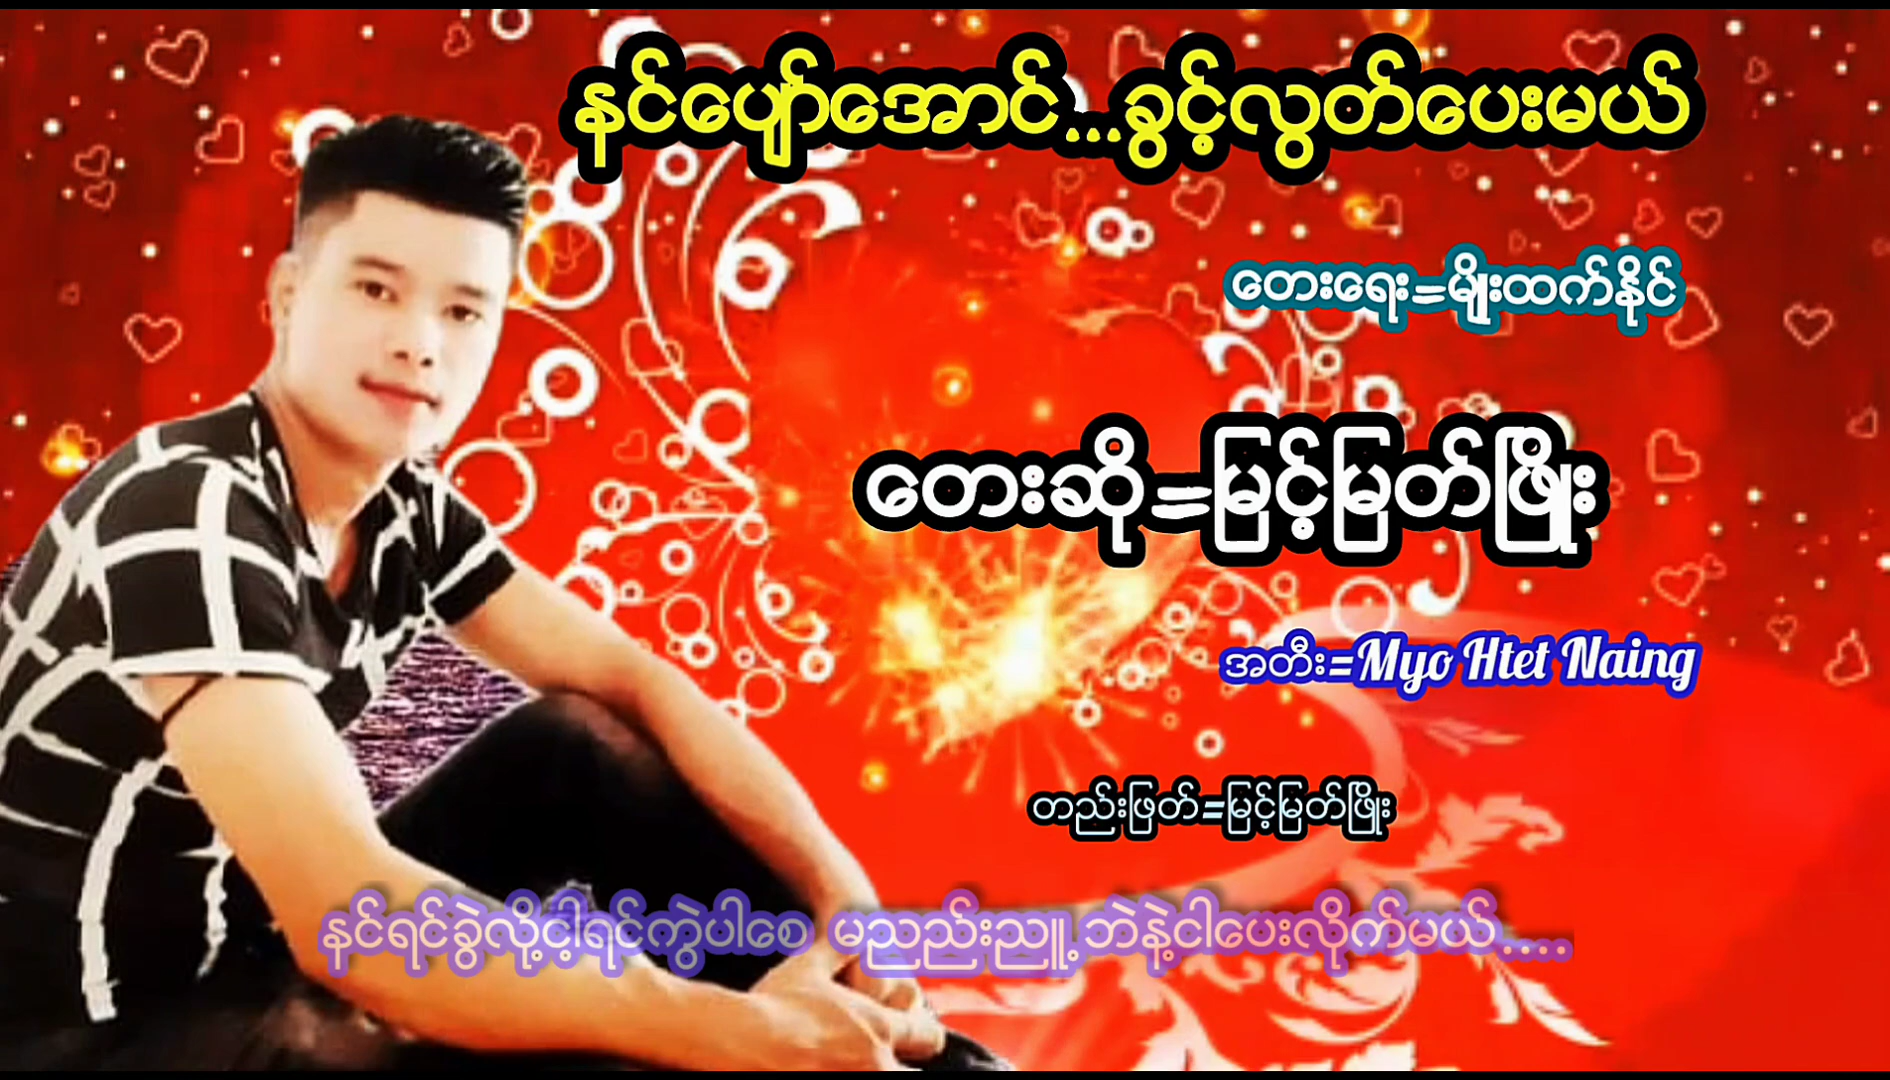 နင်ပျော်အောင်...ခွင့်လွှတ်ပေးမယ်
တေးရေး=မျိုးထက်နိုင်
တေးဆို=မြင့်မြတ်ဖြိုး
အတီး=Myo Htet Naing
တည်းဖြတ်=မြင့်မြတ်ဖြိုး
နင်ရင်ခွဲလို့ငါ့ရင်ကွဲပါစေ မညည်းညူ့ဘဲနဲ့ငါပေးလိုက်မယ်....